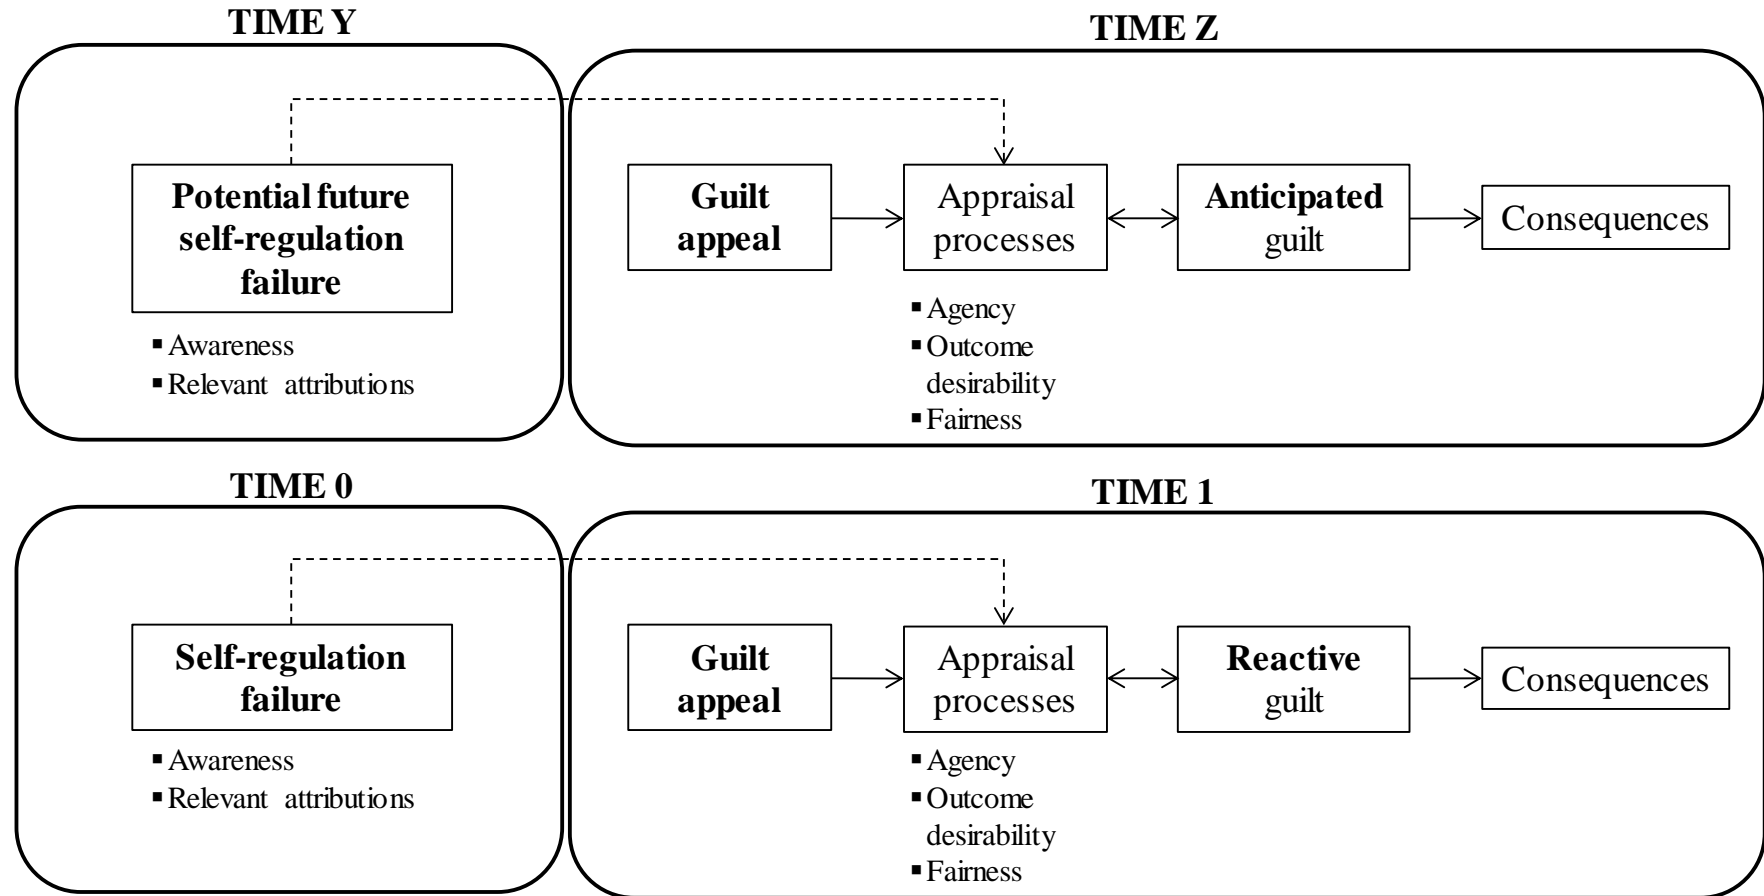 TIME Y
TIME Z
Potential future
self-regulation
failure
▪ Awareness
▪ Relevant attributions
Guilt
appeal
Appraisal
processes
▪ Agency
▪ Outcome
desirability
▪ Fairness
Anticipated
guilt
Consequences
TIME 0
TIME 1
Self-regulation
failure
▪ Awareness
▪ Relevant attributions
Guilt
appeal
Appraisal
processes
▪ Agency
▪ Outcome
desirability
▪ Fairness
Reactive
guilt
Consequences